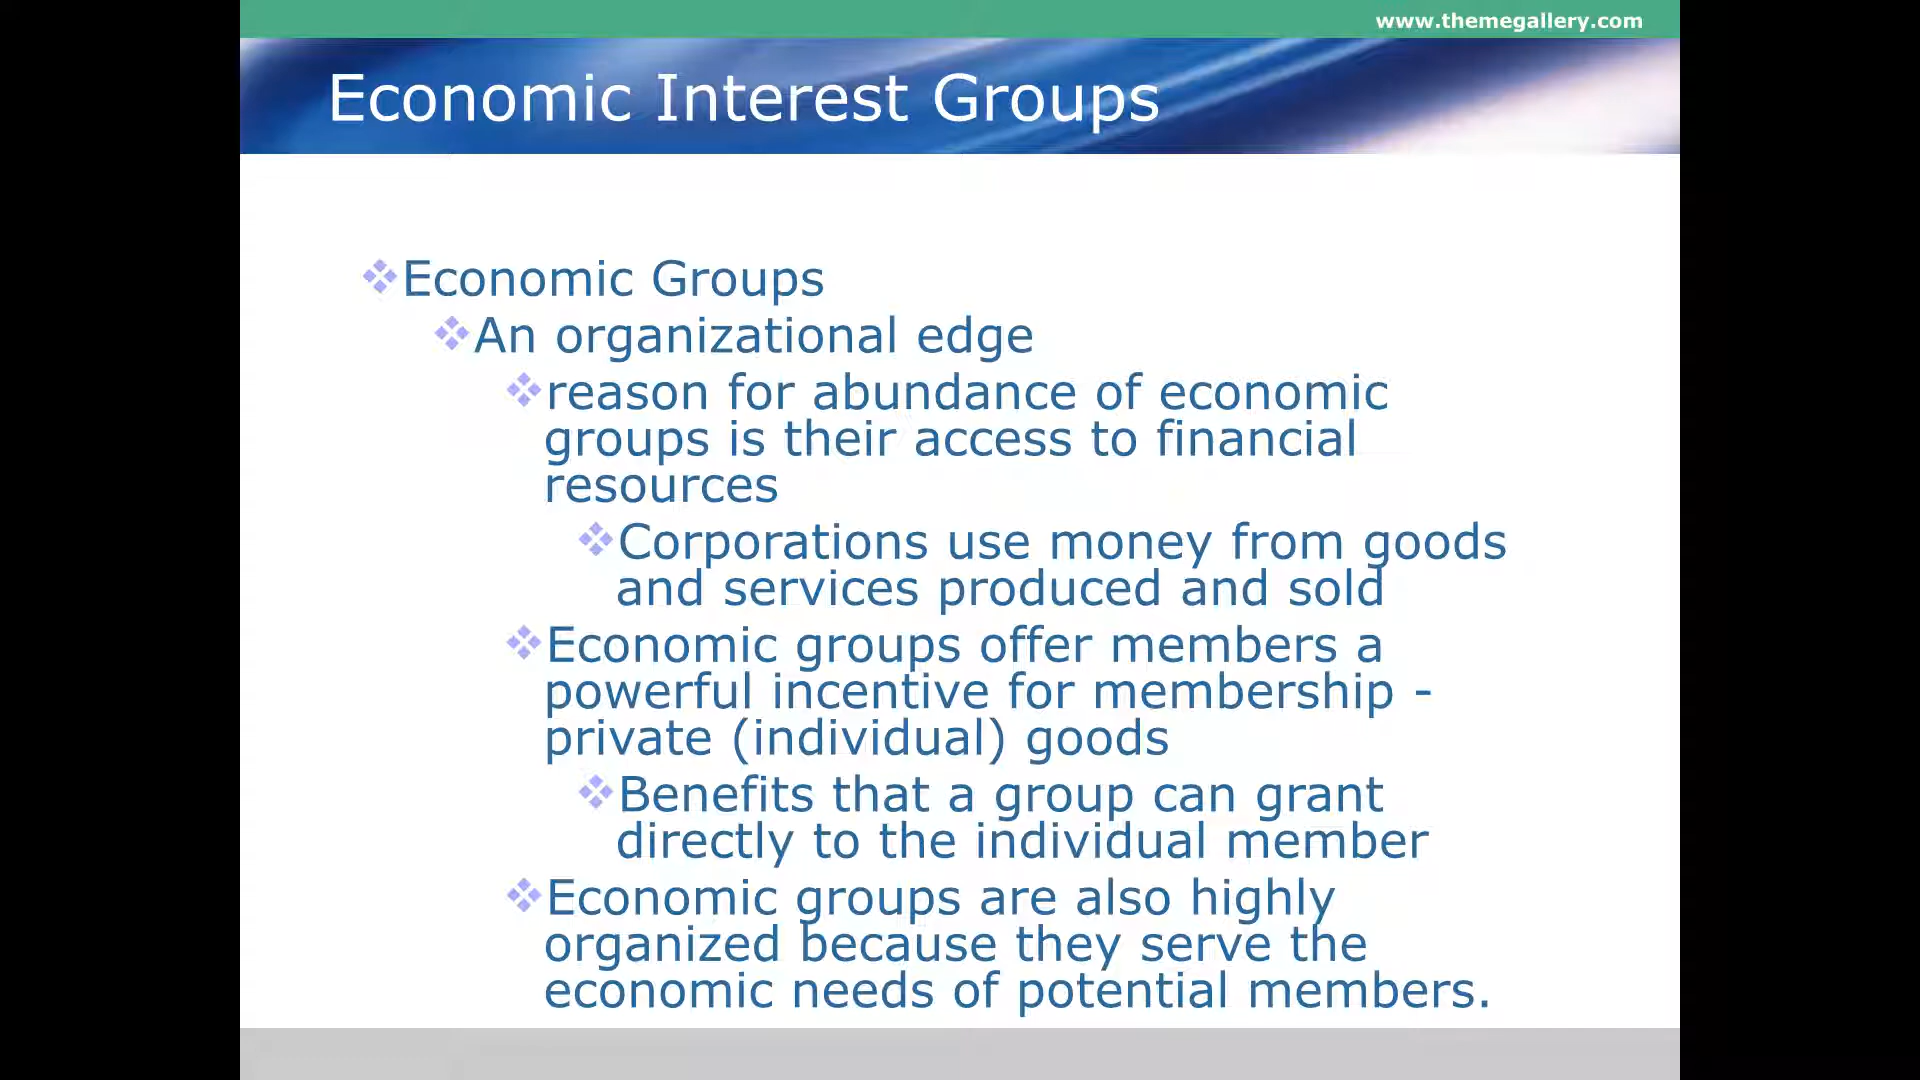 www.themegallery.com
Economic Interest Groups
Economic Groups
An organizational edge
reason for abundance of economic
groups is their access to financial
resources
Corporations use money from goods
and services produced and sold
Economic groups offer members a
powerful incentive for membership -
private (individual) goods
Benefits that a group can grant
directly to the individual member
Economic groups are also highly
organized because they serve the
economic needs of potential members.